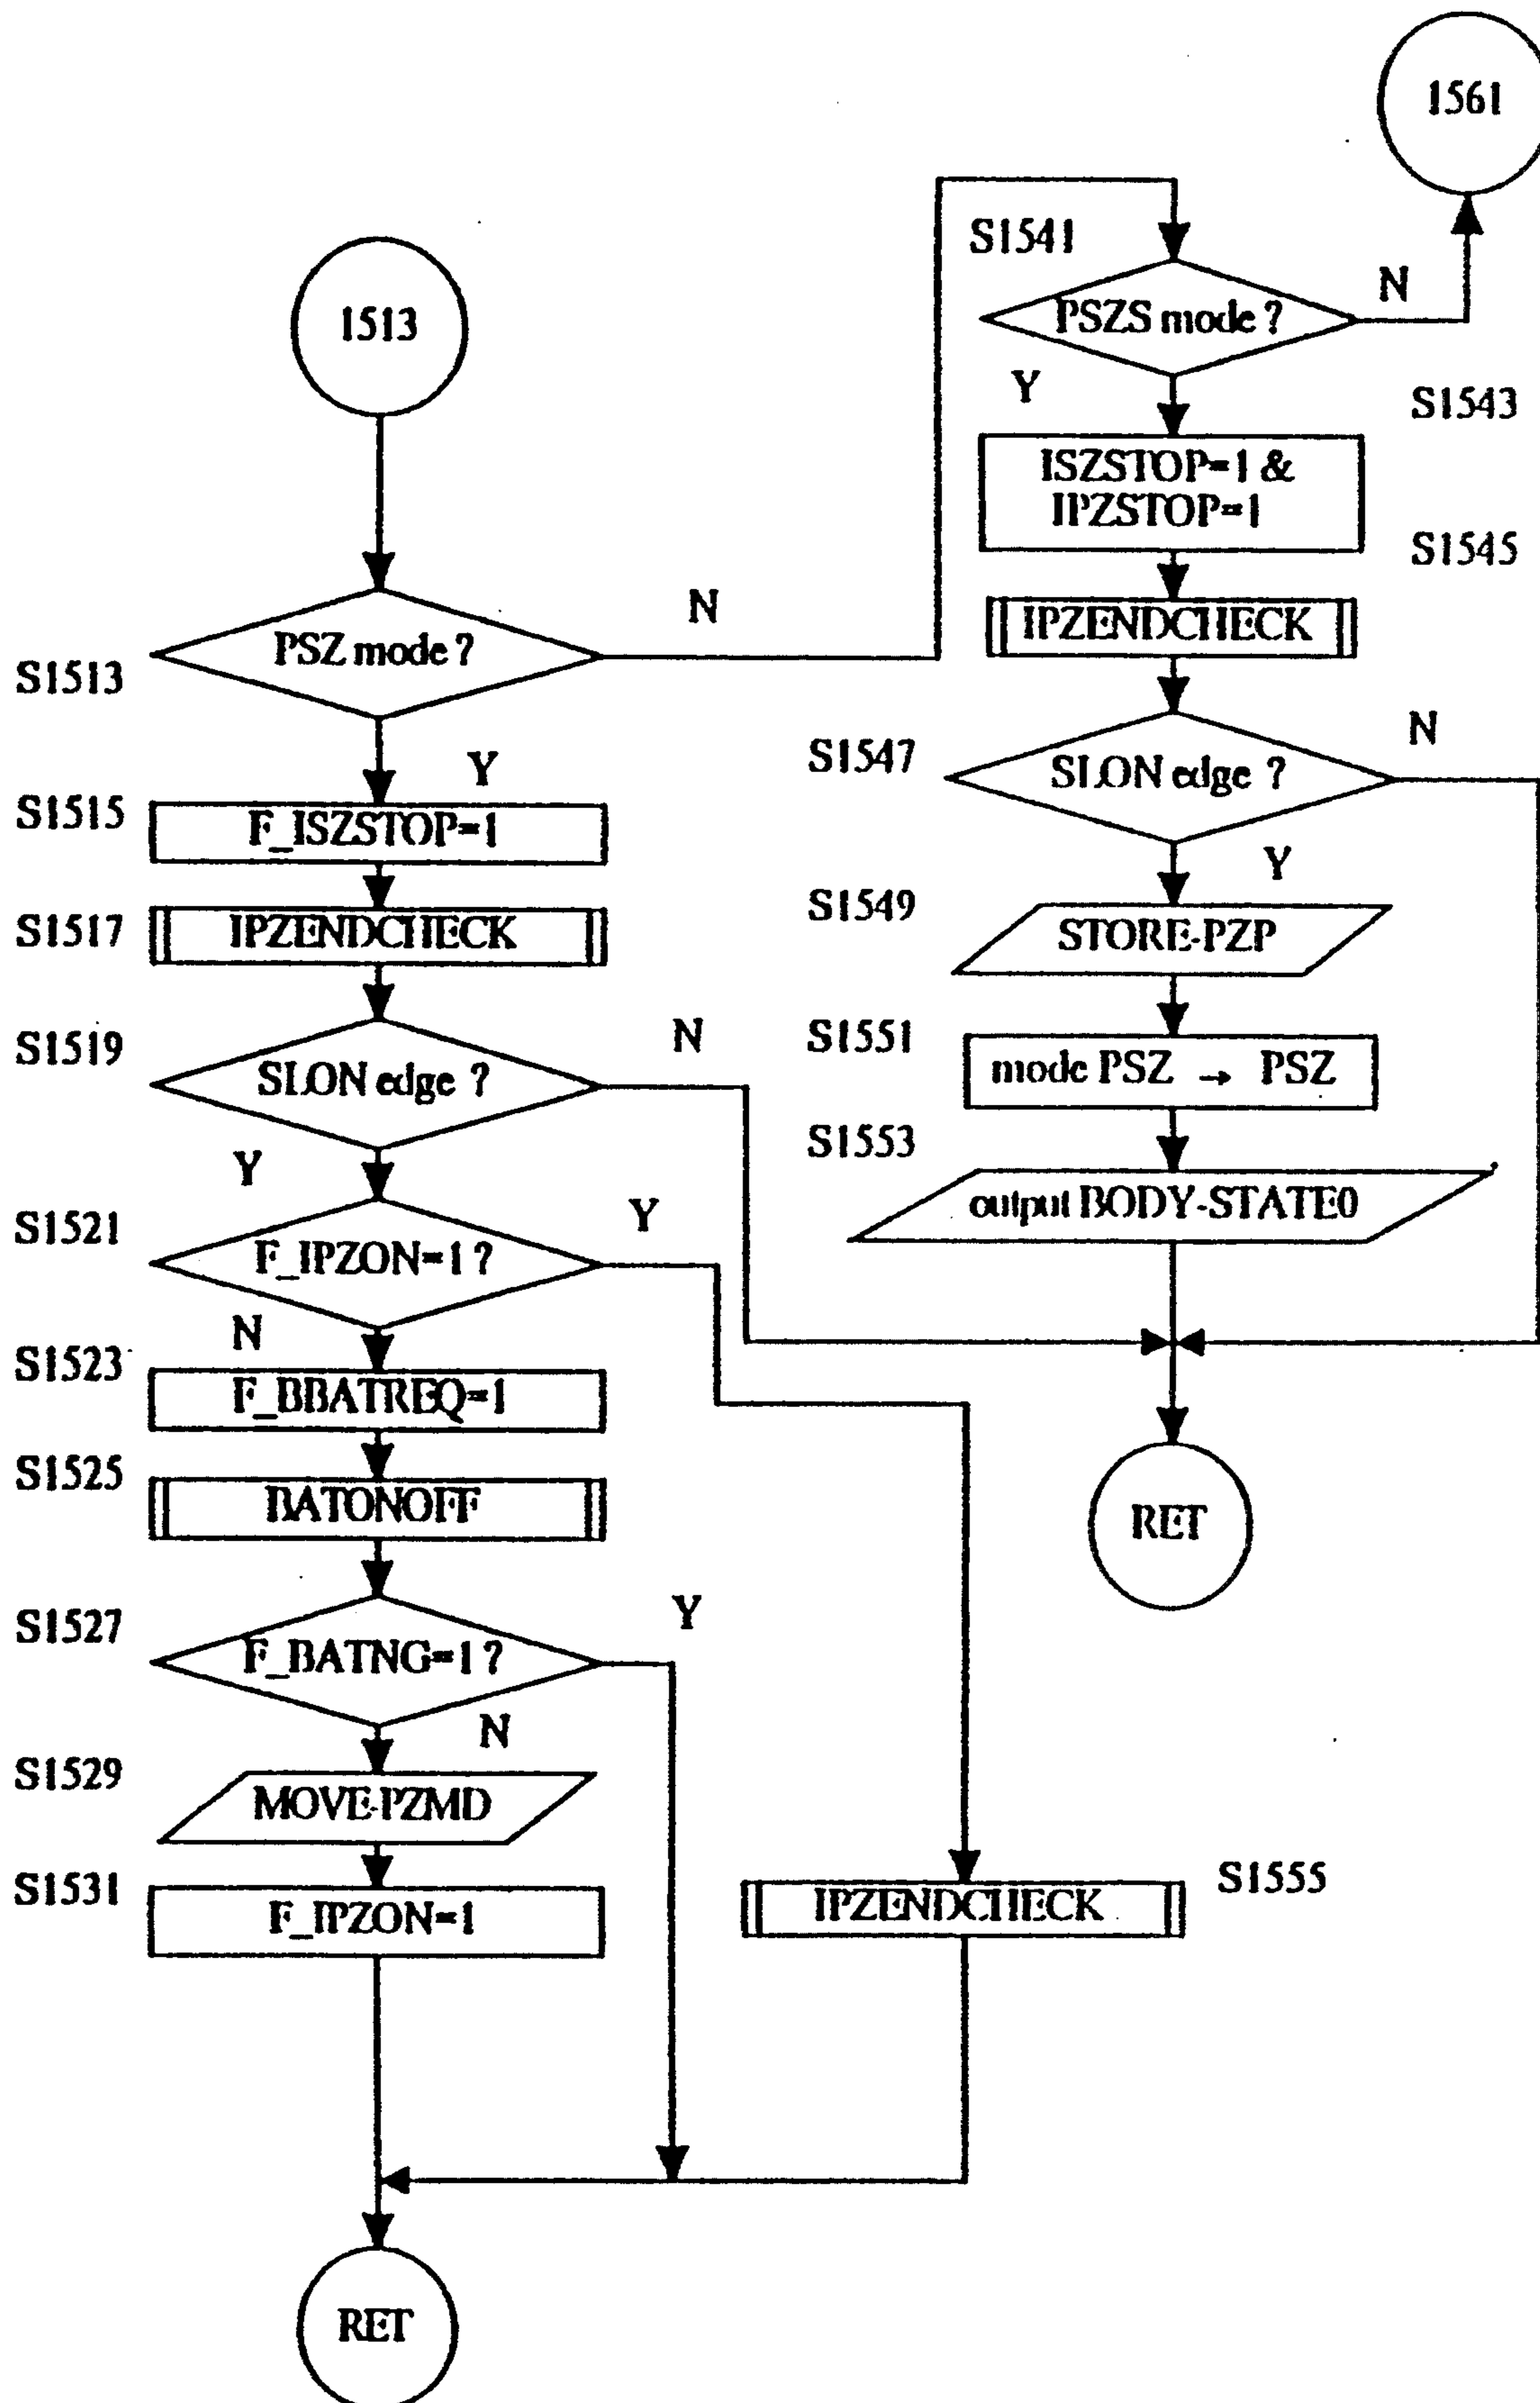 1513
PSZ mode ?
S1513
N
Y
S1515
F_ISZSTOP=1
S1517
IPZENDCHECK
S1519
SLON edge ?
N
Y
S1521
F_IPZON=1 ?
Y
N
S1523
F_BBATREQ=1
S1525
BATONOFF
S1527
F_BATNG=1 ?
Y
N
S1529
MOVE-PZMD
S1531
F_IPZON=1
RET
1561
S1541
PSZS mode ?
N
Y
S1543
ISZSTOP=1 &
IPZSTOP=1
S1545
IPZENDCHECK
S1547
SLON edge ?
N
Y
S1549
STORE-PZP
S1551
mode PSZ → PSZ
S1553
output BODY-STATE0
RET
S1555
IPZENDCHECK